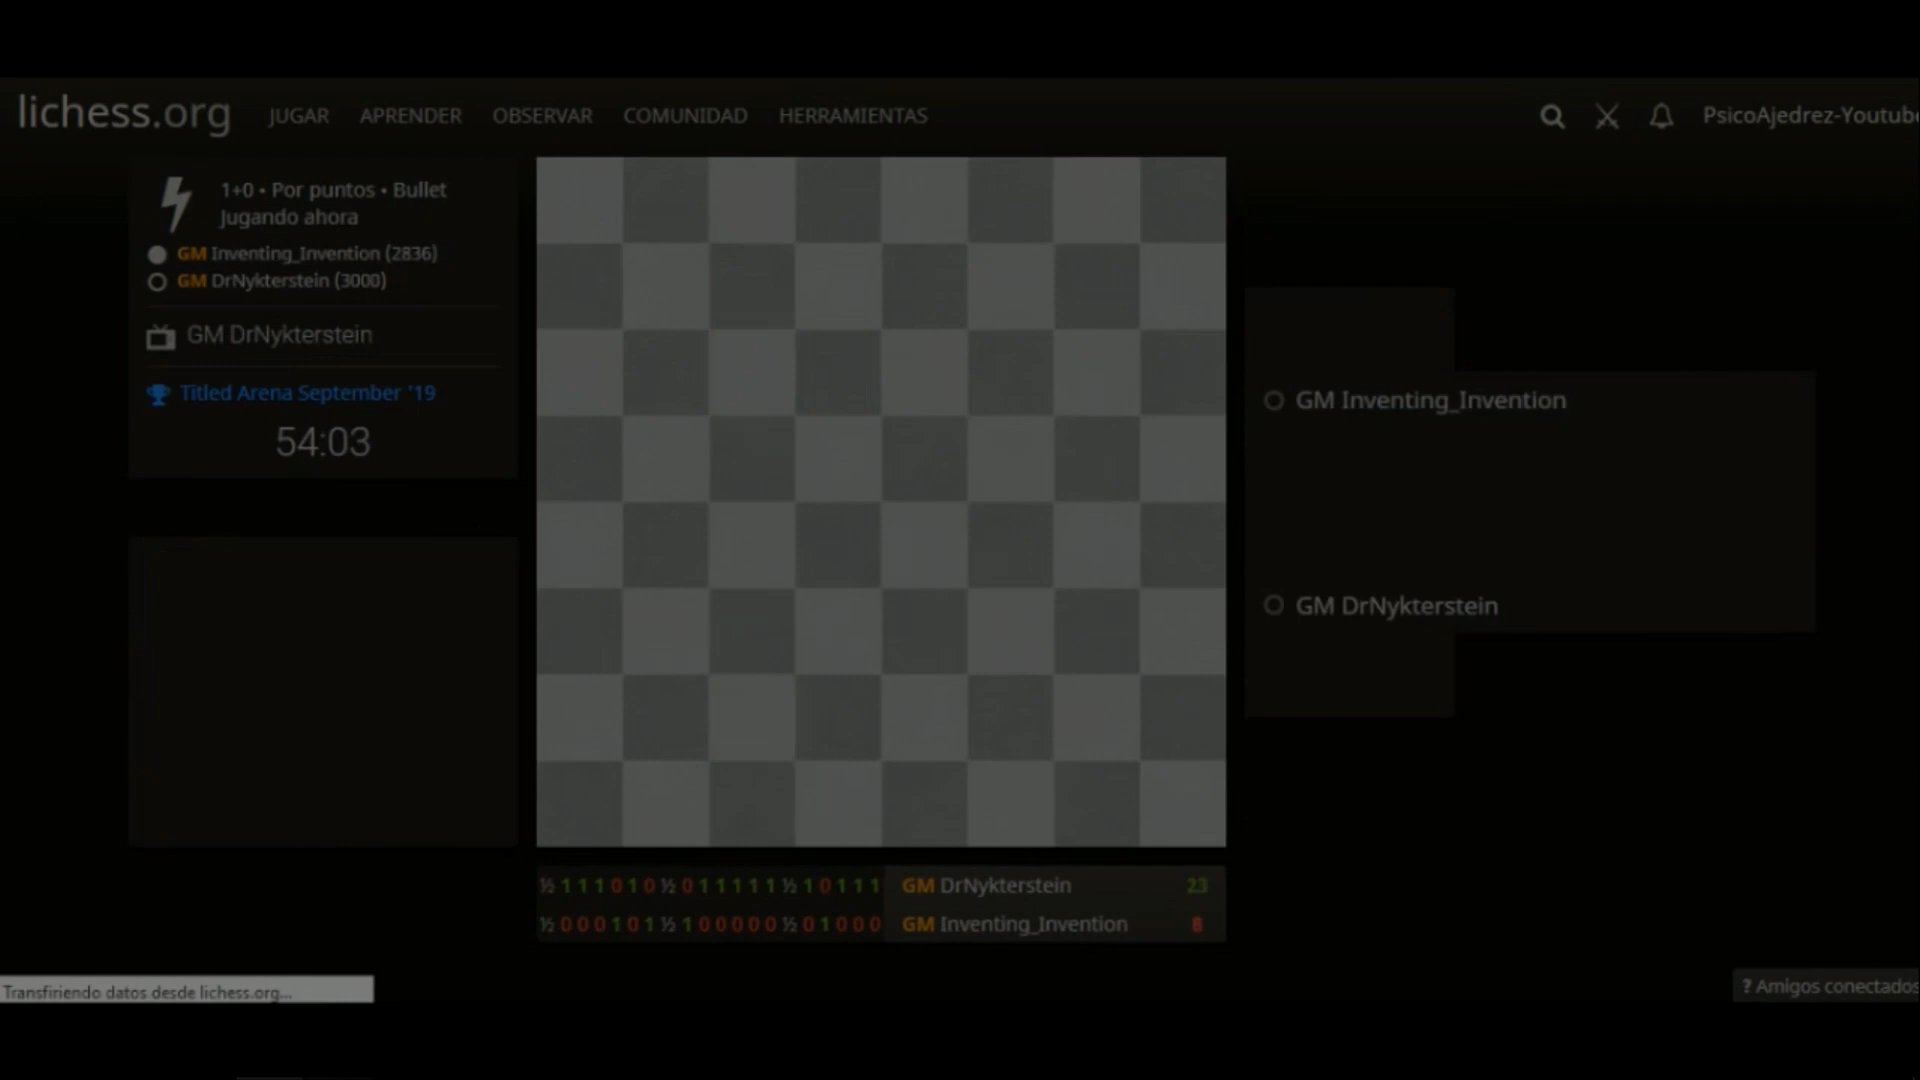 lichess.org JUGAR APRENDER OBSERVAR COMUNIDAD HERRAMIENTAS PsicoAjedrez-Youtube
1+0 • Por puntos • Bullet
Jugando ahora
GM Inventing_Invention (2836)
GM DrNykterstein (3000)
GM DrNykterstein
Titled Arena September '19
54:03
GM Inventing_Invention
GM DrNykterstein
½ 1 1 1 0 1 0 ½ 0 1 1 1 1 1 ½ 1 0 1 1 1 GM DrNykterstein 23
½ 0 0 0 1 0 1 ½ 1 0 0 0 0 0 ½ 0 1 0 0 0 GM Inventing_Invention 8
Transfiriendo datos desde lichess.org...
? Amigos conectados